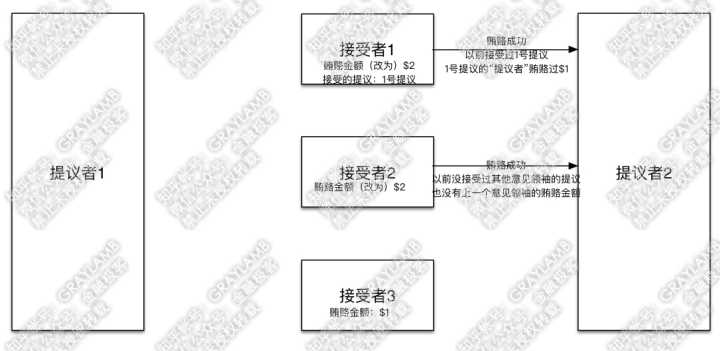 提议者1
接受者1
贿赂金额（改为）$2
接受的提议：1号提议
贿赂成功
以前接受过1号提议
1号提议的“提议者”贿赂过$1
接受者2
贿赂金额（改为）$2
贿赂成功
以前没接受过其他意见领袖的提议
也没有上一个意见领袖的贿赂金额
提议者2
接受者3
贿赂金额：$1
GRAYLAMB